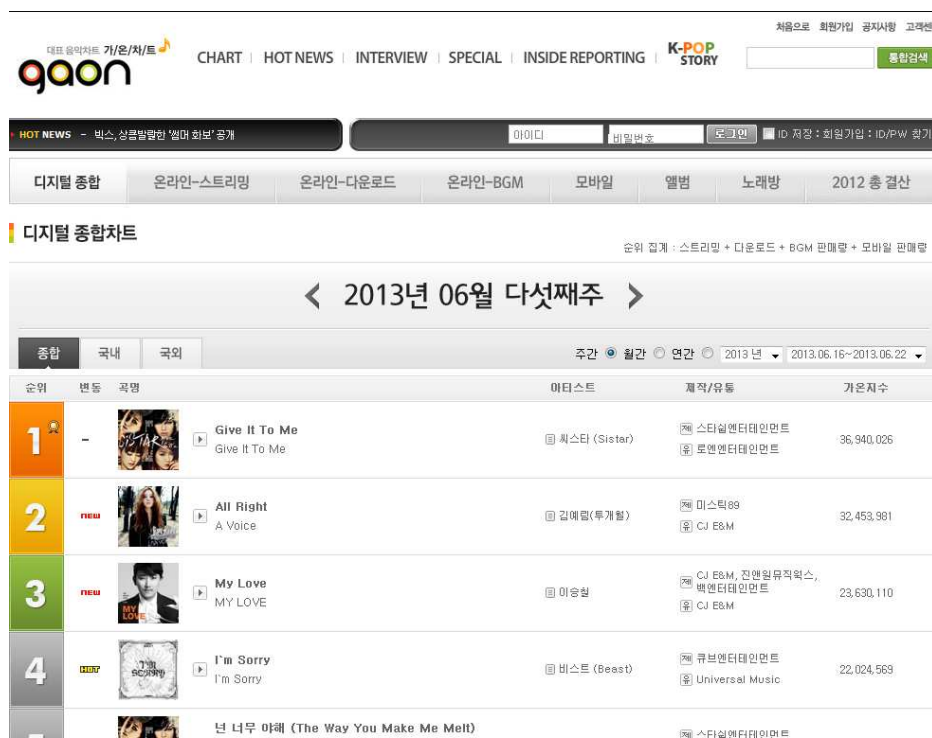 처음으로 회원가입 공지사항 고객센
대표 음악차트 가/온/차/트
gaon
CHART HOT NEWS INTERVIEW SPECIAL INSIDE REPORTING K-POP STORY
통합검색
HOT NEWS - 빅스, 상큼발랄한 '썸머 화보' 공개
아이디 비밀번호 로그인 ID 저장 : 회원가입 : ID/PW 찾기
디지털 종합 온라인-스트리밍 온라인-다운로드 온라인-BGM 모바일 앨범 노래방 2012 총 결산
디지털 종합차트
순위 집계 : 스트리밍 + 다운로드 + BGM 판매량 + 모바일 판매량
< 2013년 06월 다섯째주 >
종합 국내 국외
주간 월간 연간 2013 년 2013.06.16~2013.06.22
순위 변동 곡명 아티스트 제작/유통 가온지수
1 - Give It To Me
Give It To Me
씨스타 (Sistar)
제 스타쉽엔터테인먼트
유 로엔엔터테인먼트
36,940,026
2 new All Right
A Voice
김예림(투개월)
제 미스틱89
유 CJ E&M
32,453,981
3 new My Love
MY LOVE
MY LOVE
이승철
제 CJ E&M, 진앤원뮤직웍스,
백엔터테인먼트
유 CJ E&M
23,630,110
4 HOT I'm Sorry
I'm Sorry
비스트 (Beast)
제 큐브엔터테인먼트
유 Universal Music
22,024,569
넌 너무 야해 (The Way You Make Me Melt)
제 스타쉽엔터테인먼트